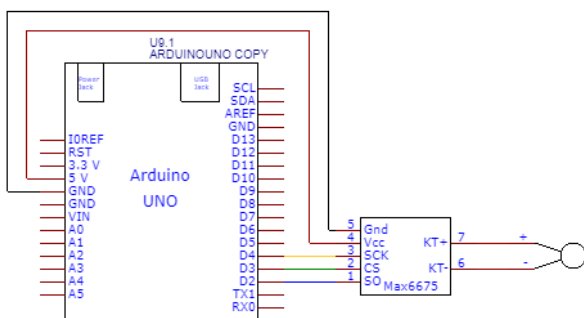 U9.1
ARDUINOUNO COPY
Power
Jack
USB
Jack
SCL
SDA
AREF
GND
I0REF
D13
RST
D12
3.3 V
D11
5 V
Arduino
D10
GND
UNO
D9
GND
D8
VIN
D7
A0
D6
A1
D5
A2
D4
A3
D3
A4
D2
A5
TX1
RX0
5 Gnd
4 Vcc KT+ 7 +
3 SCK
2 CS KT- 6 -
1 SO
Max6675